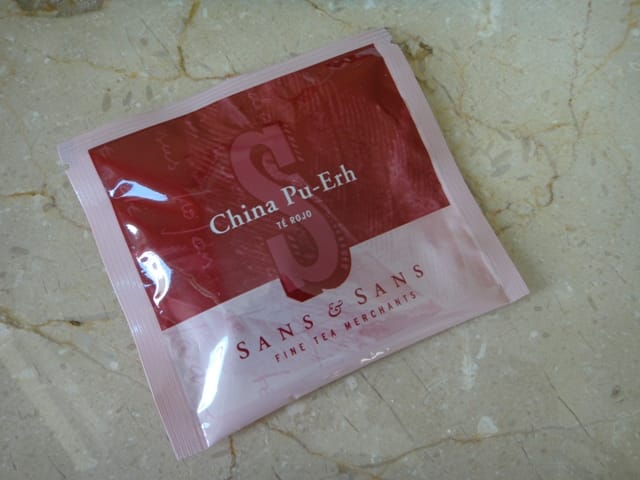 S
China Pu-Erh
TÉ ROJO
SANS & SANS
FINE TEA MERCHANTS